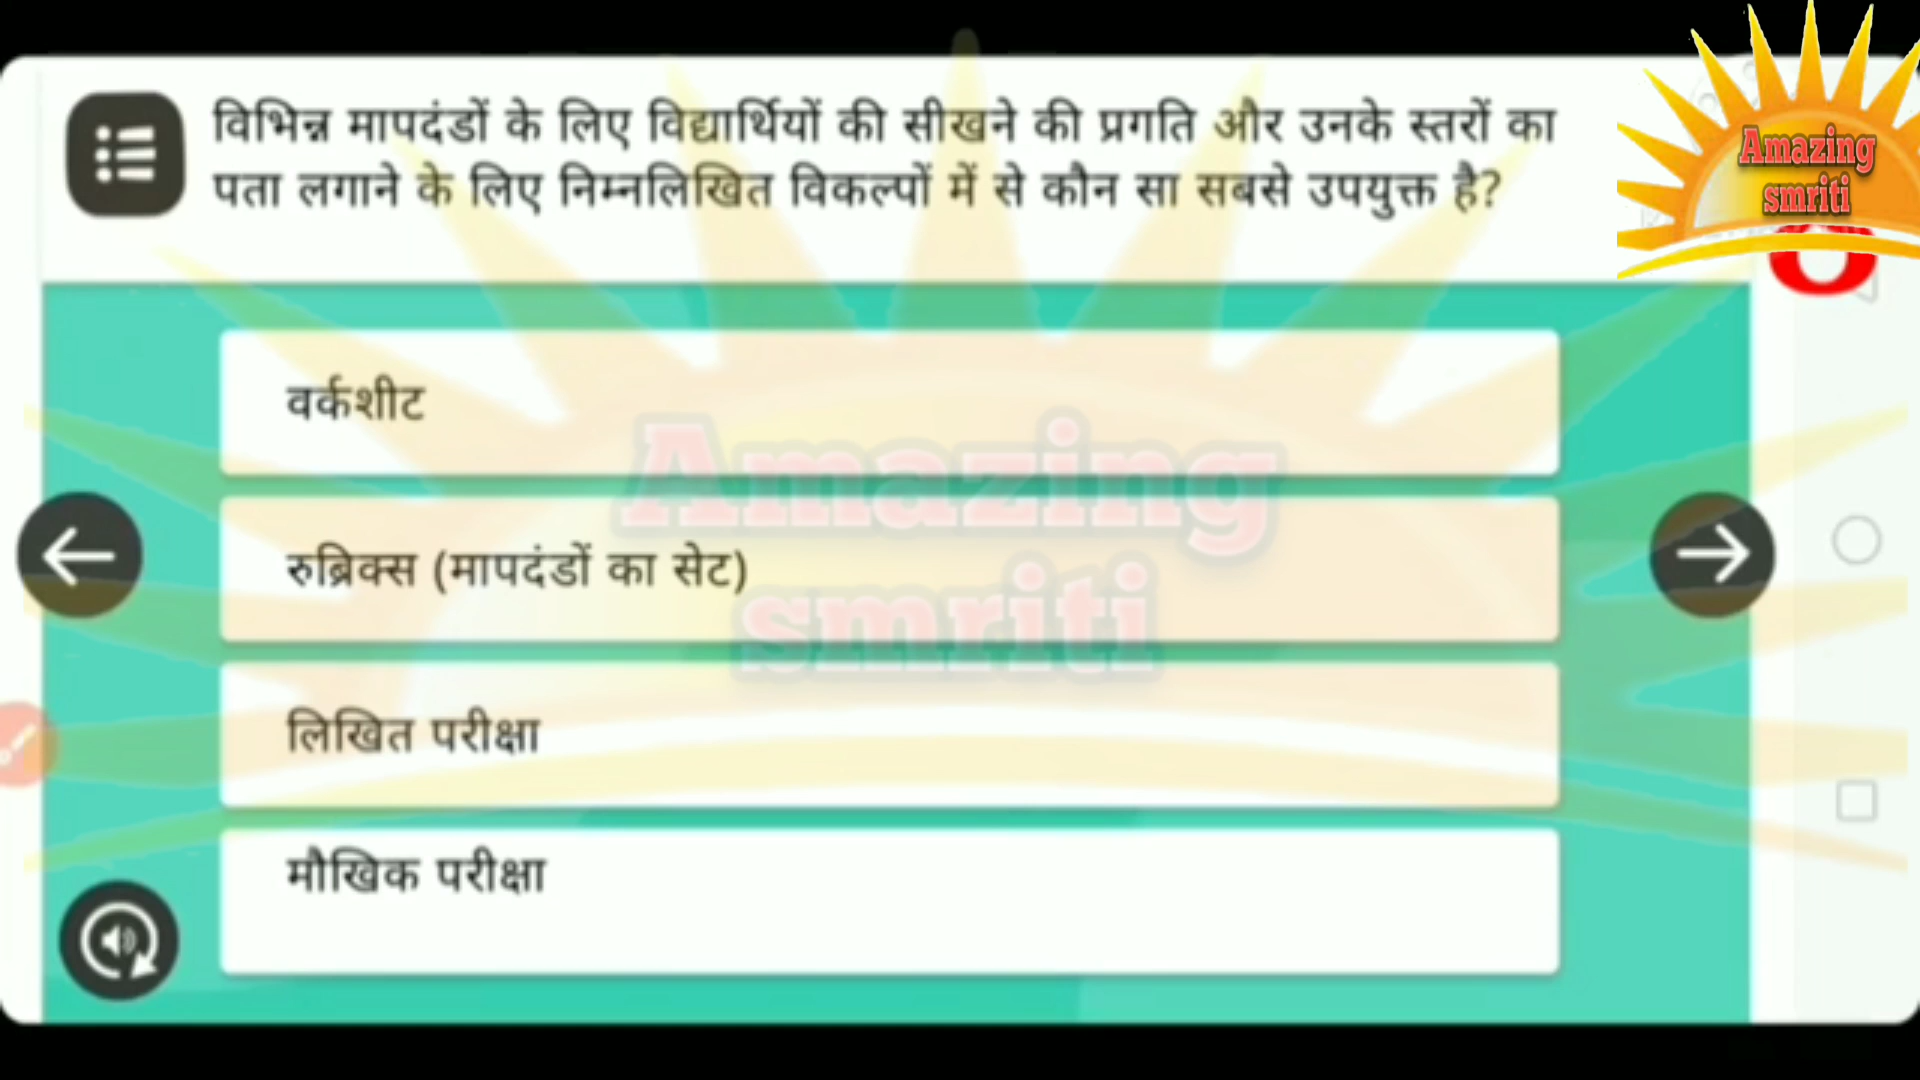 विभिन्न मापदंडों के लिए विद्यार्थियों की सीखने की प्रगति और उनके स्तरों का
पता लगाने के लिए निम्नलिखित विकल्पों में से कौन सा सबसे उपयुक्त है?
Amazing
smriti
वर्कशीट
रुब्रिक्स (मापदंडों का सेट)
Amazing
smriti
लिखित परीक्षा
मौखिक परीक्षा